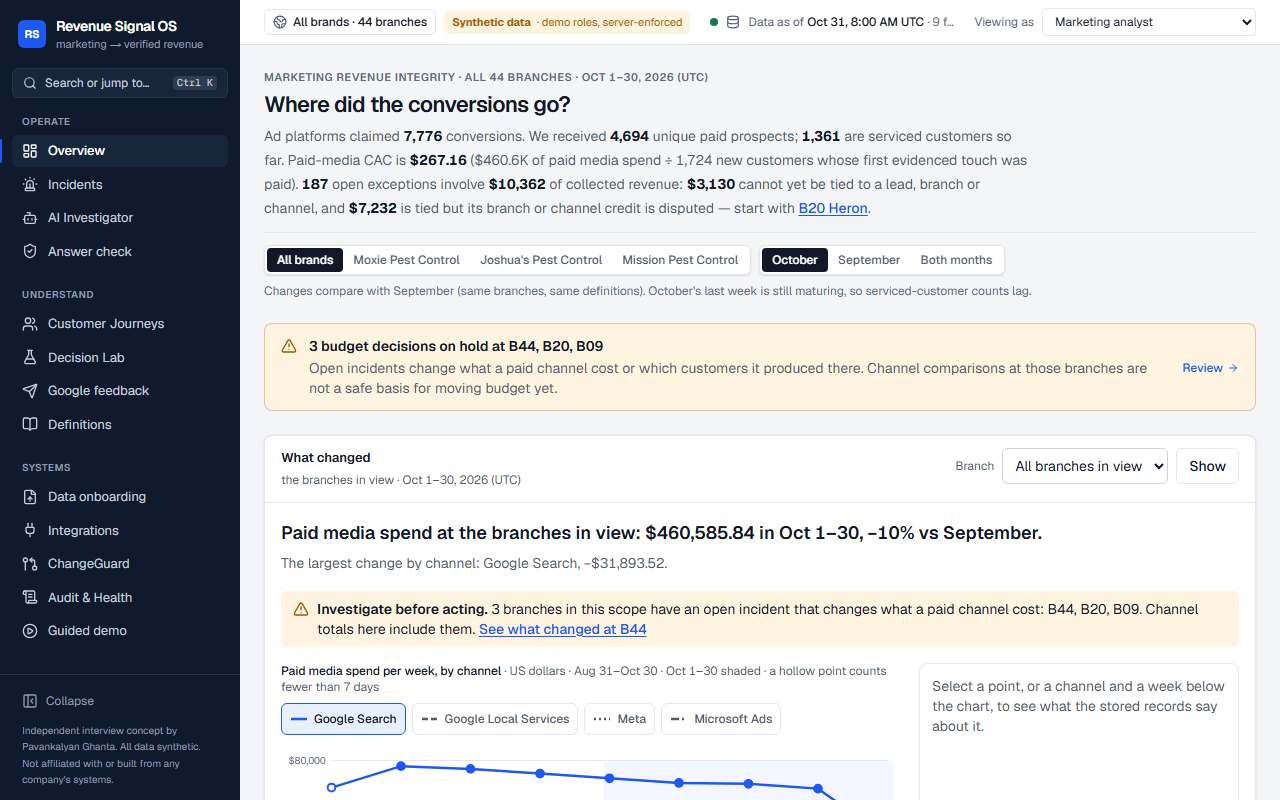 RS
Revenue Signal OS
marketing → verified revenue
Search or jump to...
Ctrl K
OPERATE
Overview
Incidents
AI Investigator
Answer check
UNDERSTAND
Customer Journeys
Decision Lab
Google feedback
Definitions
SYSTEMS
Data onboarding
Integrations
ChangeGuard
Audit & Health
Guided demo
Collapse
Independent interview concept by
Pavankalyan Ghanta. All data synthetic.
Not affiliated with or built from any
company's systems.
All brands · 44 branches
Synthetic data · demo roles, server-enforced
Data as of Oct 31, 8:00 AM UTC · 9 f…
Viewing as
Marketing analyst
MARKETING REVENUE INTEGRITY · ALL 44 BRANCHES · OCT 1–30, 2026 (UTC)
Where did the conversions go?
Ad platforms claimed 7,776 conversions. We received 4,694 unique paid prospects; 1,361 are serviced customers so
far. Paid-media CAC is $267.16 ($460.6K of paid media spend ÷ 1,724 new customers whose first evidenced touch was
paid). 187 open exceptions involve $10,362 of collected revenue: $3,130 cannot yet be tied to a lead, branch or
channel, and $7,232 is tied but its branch or channel credit is disputed — start with B20 Heron.
All brands
Moxie Pest Control
Joshua's Pest Control
Mission Pest Control
October
September
Both months
Changes compare with September (same branches, same definitions). October's last week is still maturing, so serviced-customer counts lag.
3 budget decisions on hold at B44, B20, B09
Open incidents change what a paid channel cost or which customers it produced there. Channel comparisons at those branches are
not a safe basis for moving budget yet.
Review →
What changed
the branches in view · Oct 1–30, 2026 (UTC)
Branch
All branches in view
Show
Paid media spend at the branches in view: $460,585.84 in Oct 1–30, −10% vs September.
The largest change by channel: Google Search, −$31,893.52.
Investigate before acting. 3 branches in this scope have an open incident that changes what a paid channel cost: B44, B20, B09. Channel
totals here include them. See what changed at B44
Paid media spend per week, by channel · US dollars · Aug 31–Oct 30 · Oct 1–30 shaded · a hollow point counts
fewer than 7 days
Google Search
Google Local Services
Meta
Microsoft Ads
$80,000
Select a point, or a channel and a week below
the chart, to see what the stored records say
about it.